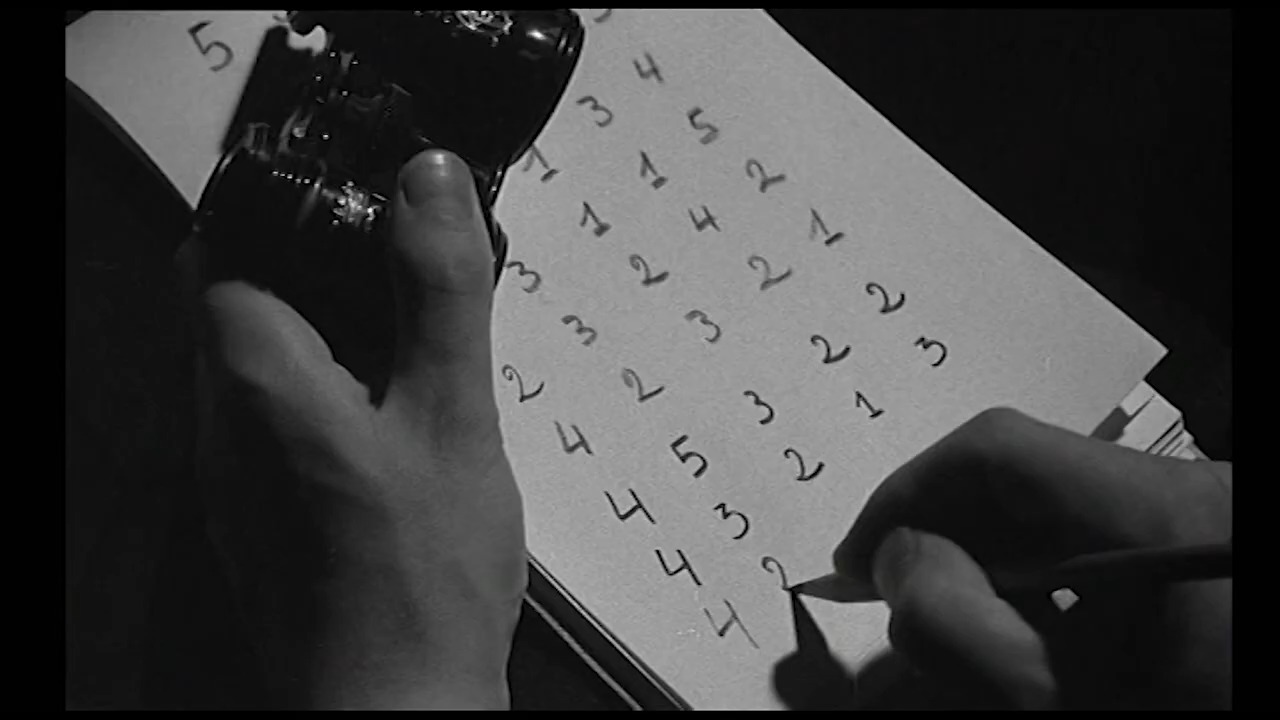 5
1 3 4
3 1 1 5
2 3 2 4 2
4 2 3 2 1
4 5 3 2 2
4 3 2 1 3
4 2